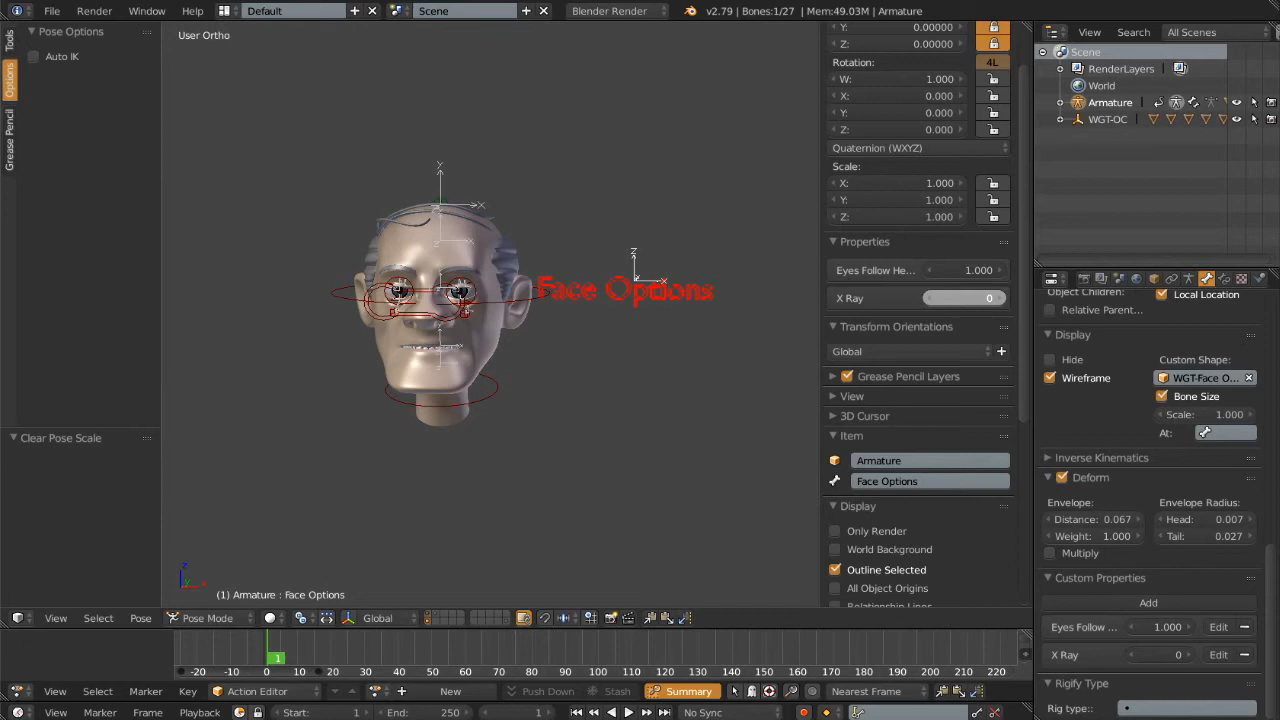 File Render Window Help Default Scene Blender Render v2.79 | Bones:1/27 | Mem:49.03M | Armature
View Search All Scenes
Tools
Options
Grease Pencil
Pose Options
Auto IK
Clear Pose Scale
User Ortho
Face Options
Y
X
Z
X
(1) Armature : Face Options
Y: 0.00000
Z: 0.00000
Rotation: 4L
W: 1.000
X: 0.000
Y: 0.000
Z: 0.000
Quaternion (WXYZ)
Scale:
X: 1.000
Y: 1.000
Z: 1.000
Properties
Eyes Follow He... 1.000
X Ray 0
Transform Orientations
Global
Grease Pencil Layers
View
3D Cursor
Item
Armature
Face Options
Display
Only Render
World Background
Outline Selected
All Object Origins
Relationship Lines
Scene
RenderLayers
World
Armature
WGT-OC
Object Children: Local Location
Relative Parent...
Display
Hide Custom Shape:
Wireframe WGT-Face O...
Bone Size
Scale: 1.000
At:
Inverse Kinematics
Deform
Envelope: Envelope Radius:
Distance: 0.067 Head: 0.007
Weight: 1.000 Tail: 0.027
Multiply
Custom Properties
Add
Eyes Follow ... 1.000 Edit
X Ray 0 Edit
Rigify Type
Rig type:
View Select Pose Pose Mode Global
1
-20 -10 0 10 20 30 40 50 60 70 80 90 100 110 120 130 140 150 160 170 180 190 200 210 220
View Select Marker Key Action Editor New Push Down Stash Summary Nearest Frame
View Marker Frame Playback Start: 1 End: 250 1 No Sync